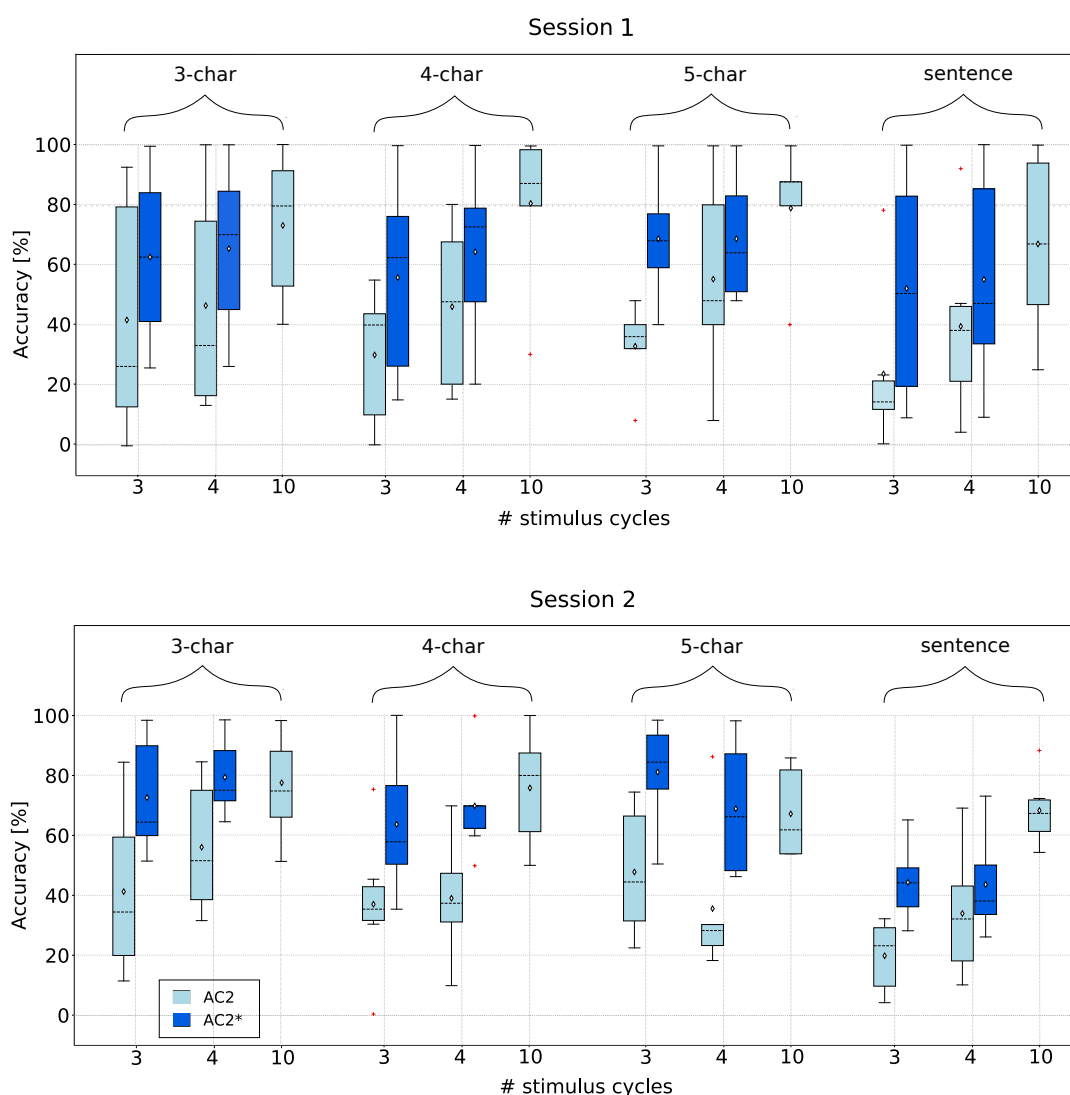 Session 1
3-char 4-char 5-char sentence
Accuracy [%]
100
80
60
40
20
0
3 4 10 3 4 10 3 4 10 3 4 10
# stimulus cycles
Session 2
3-char 4-char 5-char sentence
Accuracy [%]
100
80
60
40
20
0
AC2
AC2*
3 4 10 3 4 10 3 4 10 3 4 10
# stimulus cycles